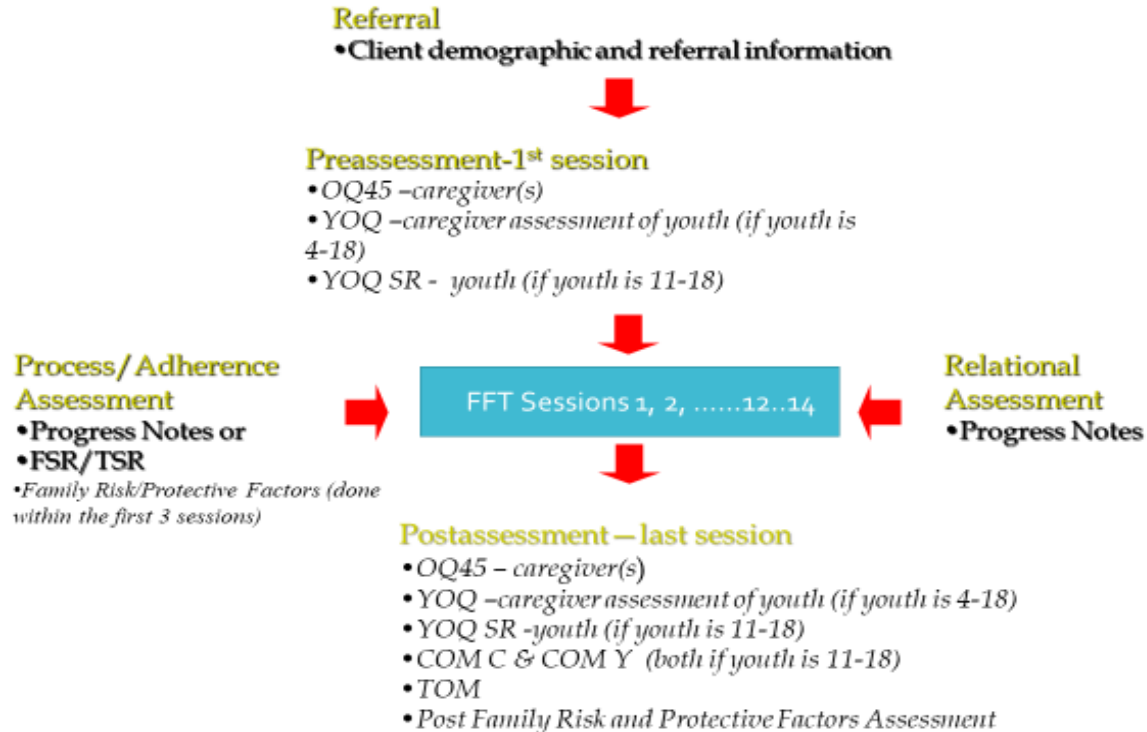 Referral
•Client demographic and referral information
Preassessment-1st session
•OQ45 –caregiver(s)
•YOQ –caregiver assessment of youth (if youth is
4-18)
•YOQ SR - youth (if youth is 11-18)
Process/Adherence
Assessment
•Progress Notes or
•FSR/TSR
•Family Risk/Protective Factors (done
within the first 3 sessions)
FFT Sessions 1, 2, ......12..14
Relational
Assessment
•Progress Notes
Postassessment—last session
•OQ45 – caregiver(s)
•YOQ –caregiver assessment of youth (if youth is 4-18)
•YOQ SR -youth (if youth is 11-18)
•COM C & COM Y (both if youth is 11-18)
•TOM
•Post Family Risk and Protective Factors Assessment